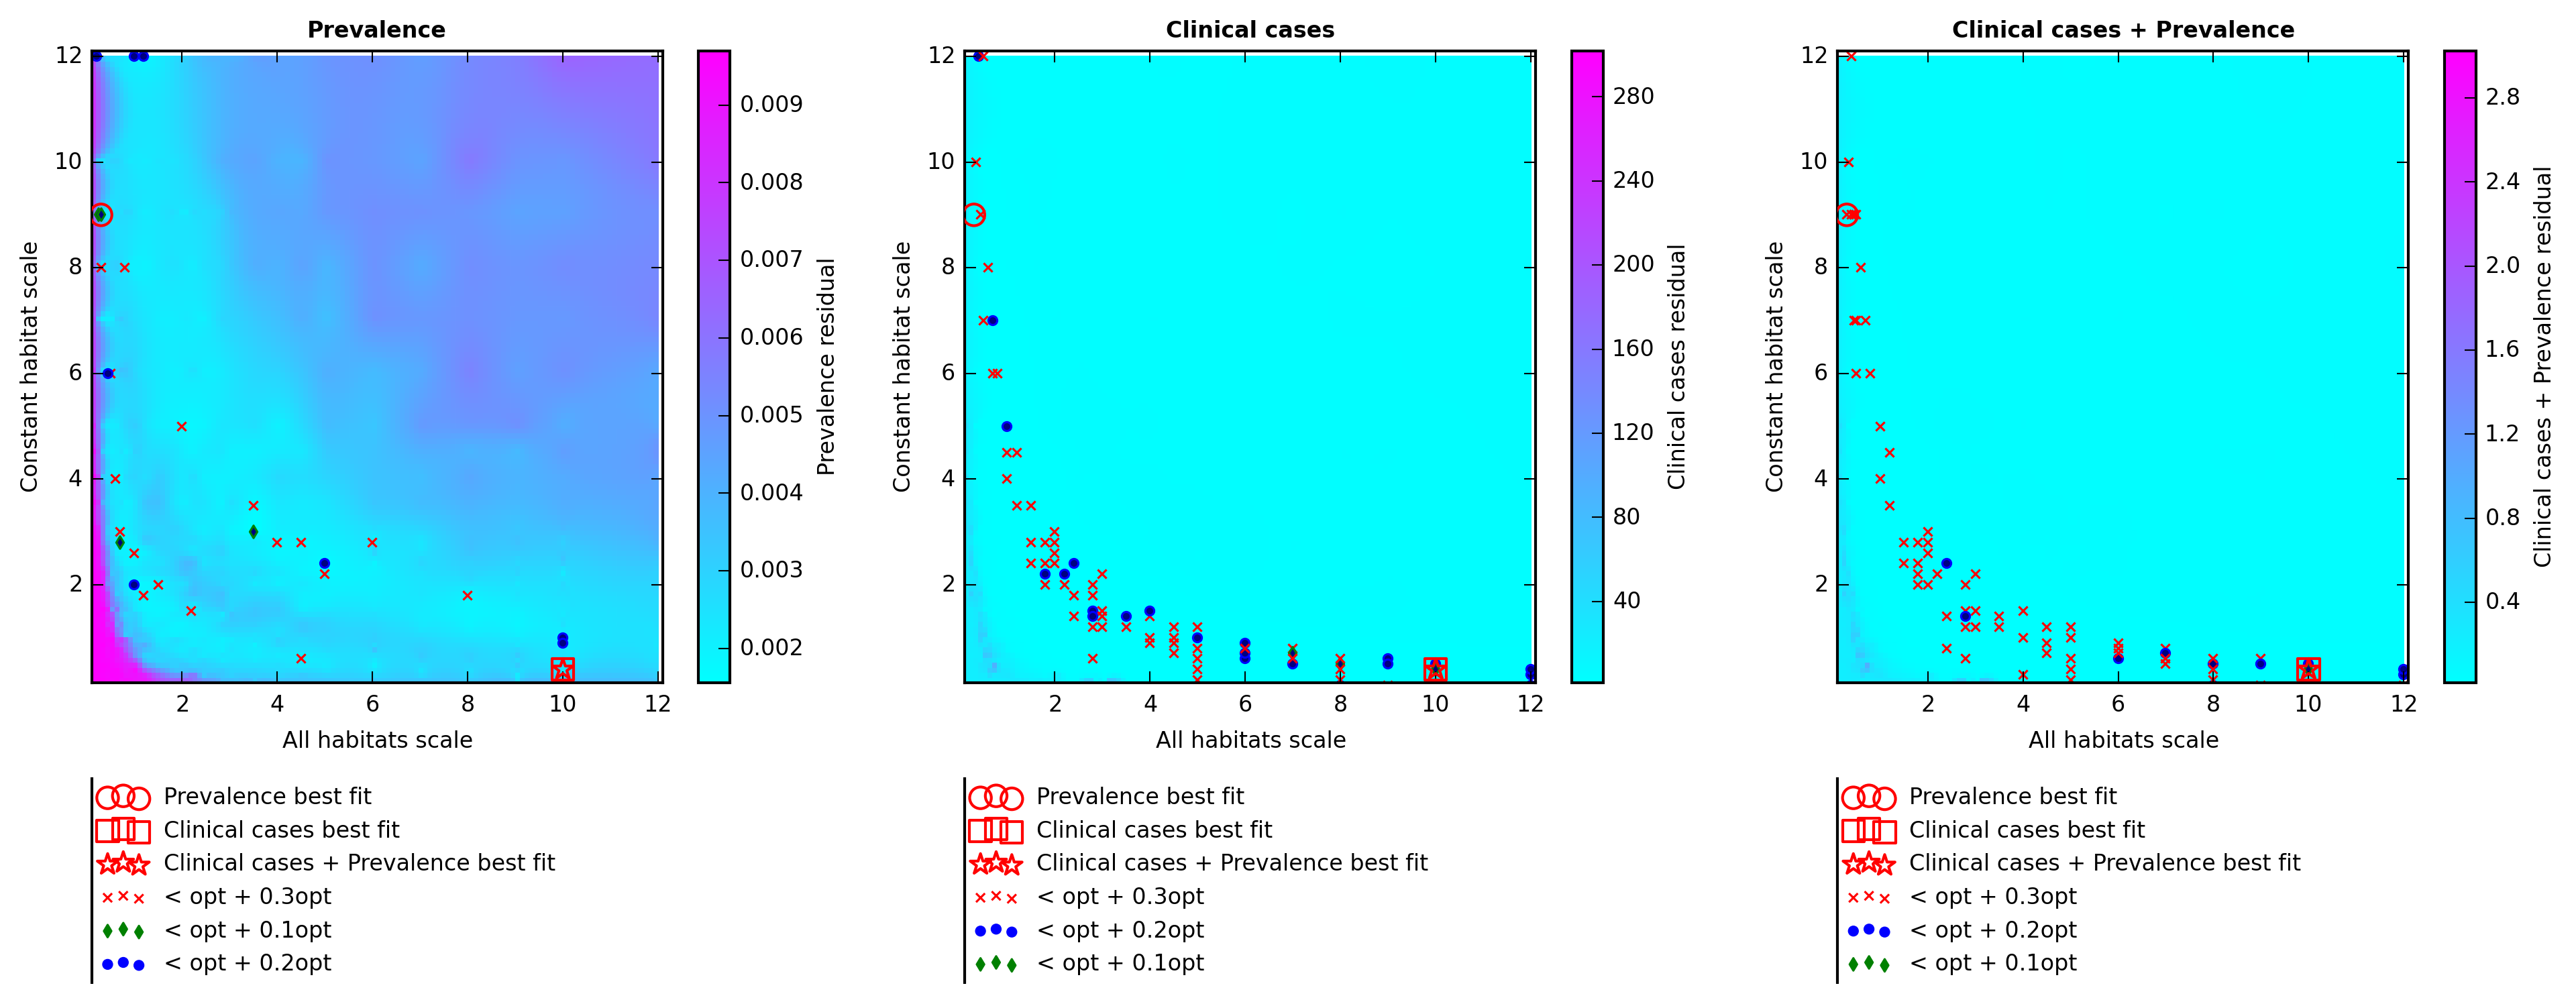 Prevalence
12
10
8
6
4
2
Constant habitat scale
2 4 6 8 10 12
All habitats scale
0.009
0.008
0.007
0.006
0.005
0.004
0.003
0.002
Prevalence residual
Prevalence best fit
Clinical cases best fit
Clinical cases + Prevalence best fit
< opt + 0.3opt
< opt + 0.1opt
< opt + 0.2opt
Clinical cases
12
10
8
6
4
2
Constant habitat scale
2 4 6 8 10 12
All habitats scale
280
240
200
160
120
80
40
Clinical cases residual
Prevalence best fit
Clinical cases best fit
Clinical cases + Prevalence best fit
< opt + 0.3opt
< opt + 0.2opt
< opt + 0.1opt
Clinical cases + Prevalence
12
10
8
6
4
2
Constant habitat scale
2 4 6 8 10 12
All habitats scale
2.8
2.4
2.0
1.6
1.2
0.8
0.4
Clinical cases + Prevalence residual
Prevalence best fit
Clinical cases best fit
Clinical cases + Prevalence best fit
< opt + 0.3opt
< opt + 0.2opt
< opt + 0.1opt